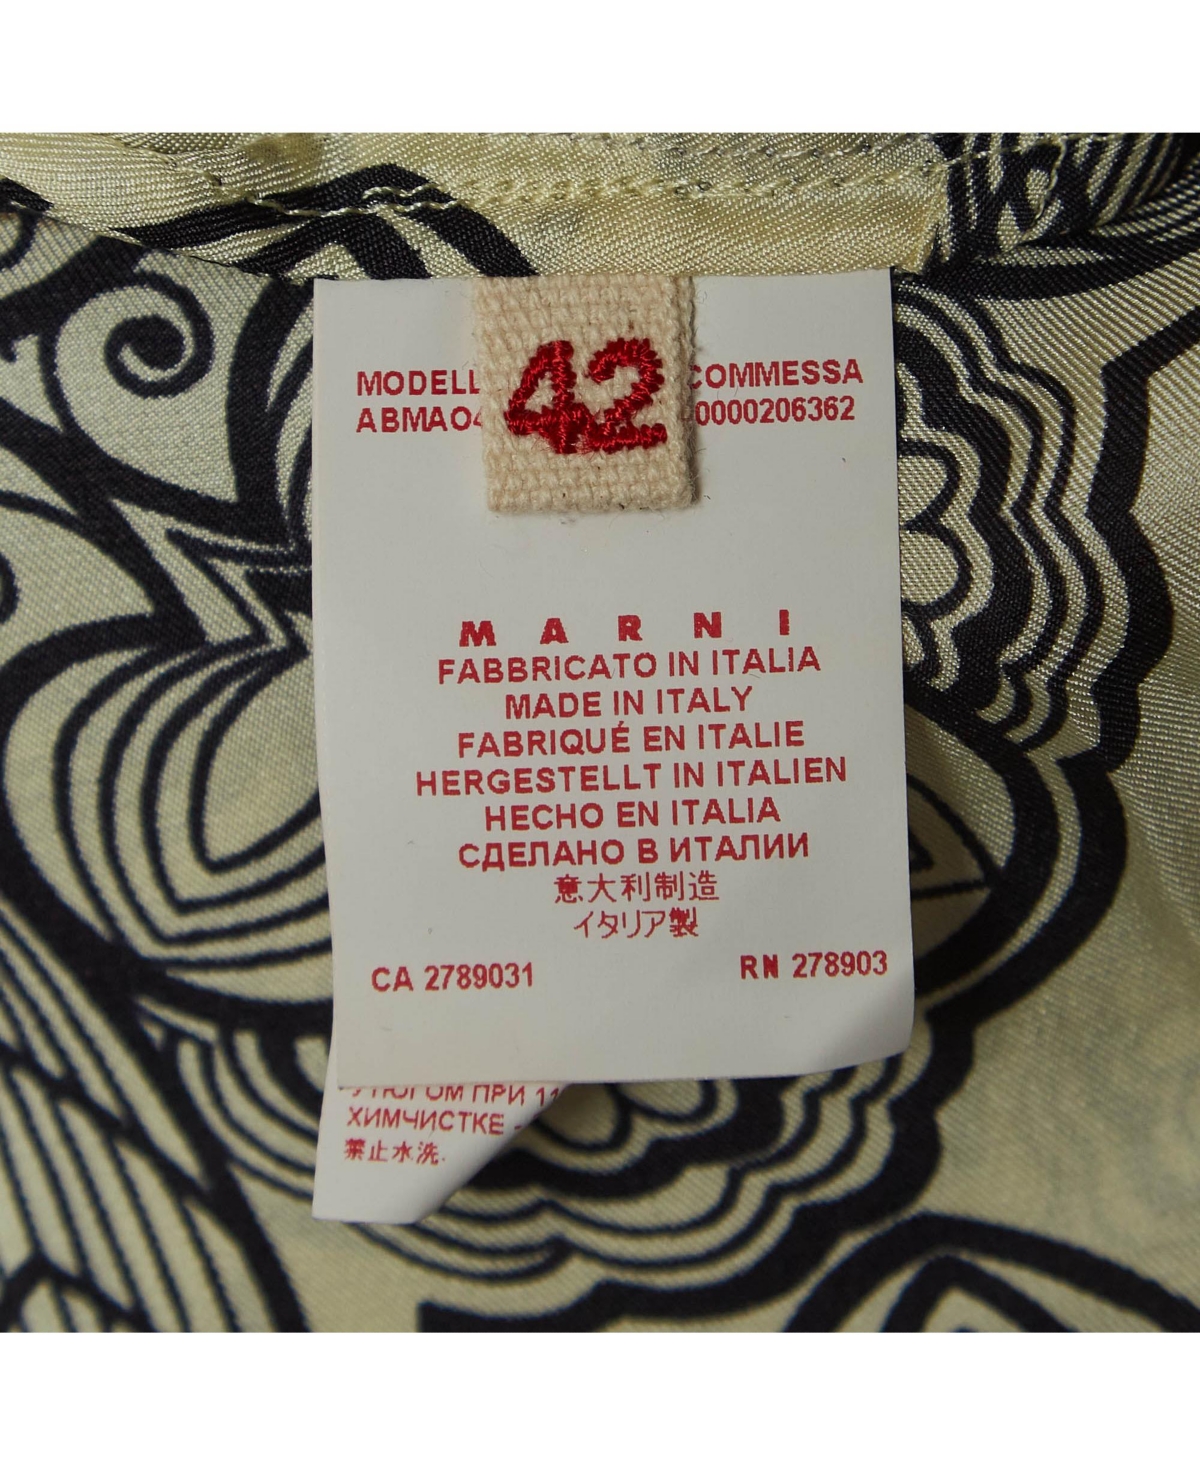 42
COMMESSA
0000206362
MARNI
FABBRICATO IN ITALIA
MADE IN ITALY
FABRIQUÉ EN ITALIE
HERGESTELLT IN ITALIEN
HECHO EN ITALIA
СДЕЛАНО В ИТАЛИИ
意大利制造
イタリア製
CA 2789031 RN 278903
УТЮГОМ ПРИ
ХИМЧИСТКЕ -
禁止水洗.